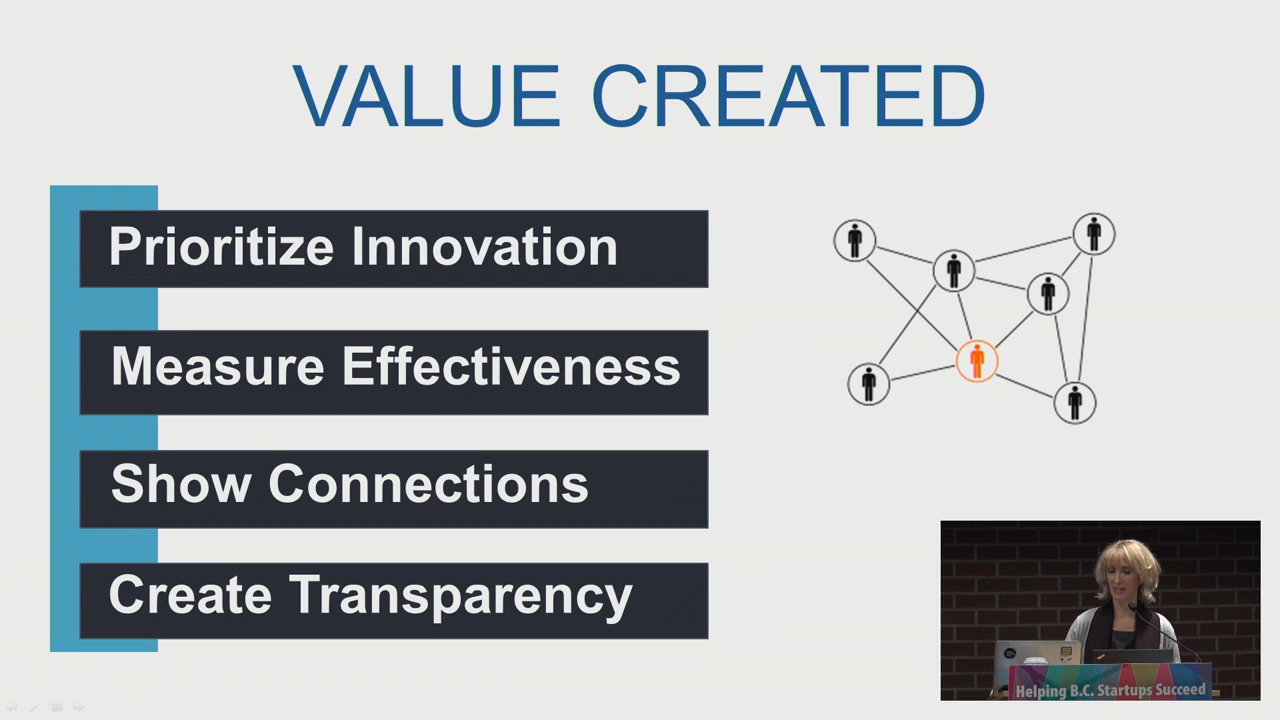 VALUE CREATED
Prioritize Innovation
Measure Effectiveness
Show Connections
Create Transparency
Helping B.C. Startups Succeed